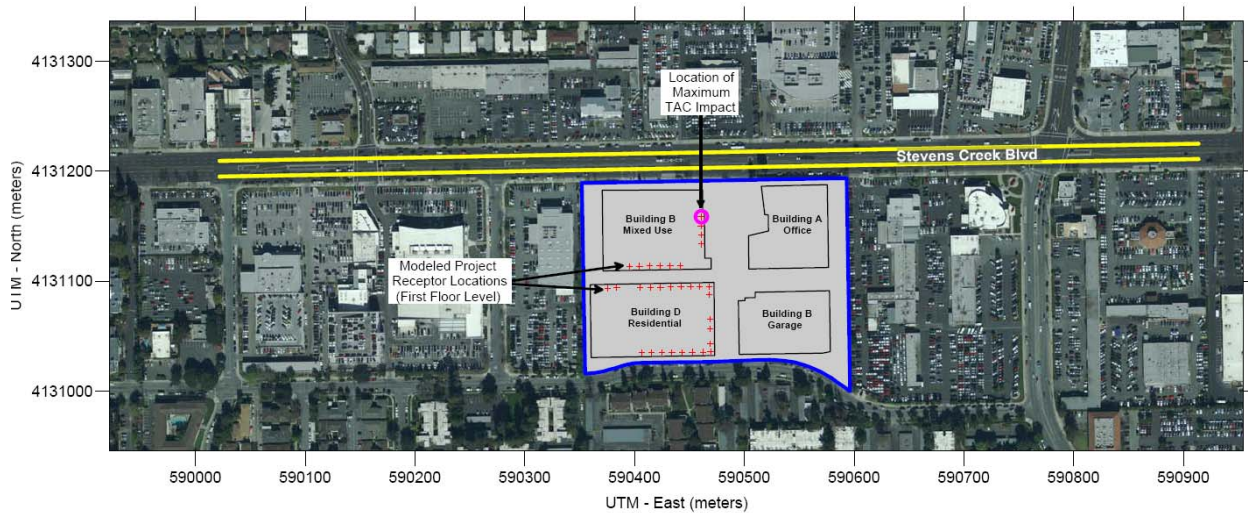 4131300
4131200
4131100
4131000
UTM - North (meters)
Location of
Maximum
TAC Impact
Stevens Creek Blvd
Building B
Mixed Use
Building A
Office
Modeled Project
Receptor Locations
(First Floor Level)
Building D
Residential
Building B
Garage
590000
590100
590200
590300
590400
590500
590600
590700
590800
590900
UTM - East (meters)